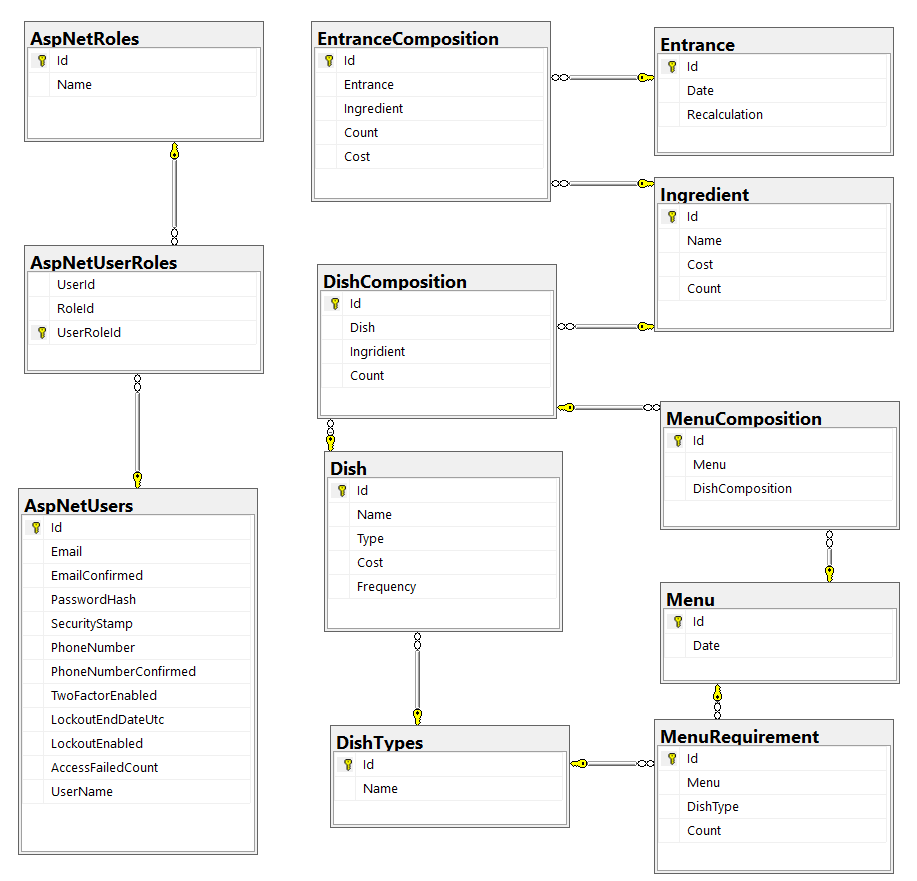 AspNetRoles
Id
Name
AspNetUserRoles
UserId
RoleId
UserRoleId
AspNetUsers
Id
Email
EmailConfirmed
PasswordHash
SecurityStamp
PhoneNumber
PhoneNumberConfirmed
TwoFactorEnabled
LockoutEndDateUtc
LockoutEnabled
AccessFailedCount
UserName
EntranceComposition
Id
Entrance
Ingredient
Count
Cost
DishComposition
Id
Dish
Ingridient
Count
Dish
Id
Name
Type
Cost
Frequency
DishTypes
Id
Name
Entrance
Id
Date
Recalculation
Ingredient
Id
Name
Cost
Count
MenuComposition
Id
Menu
DishComposition
Menu
Id
Date
MenuRequirement
Id
Menu
DishType
Count